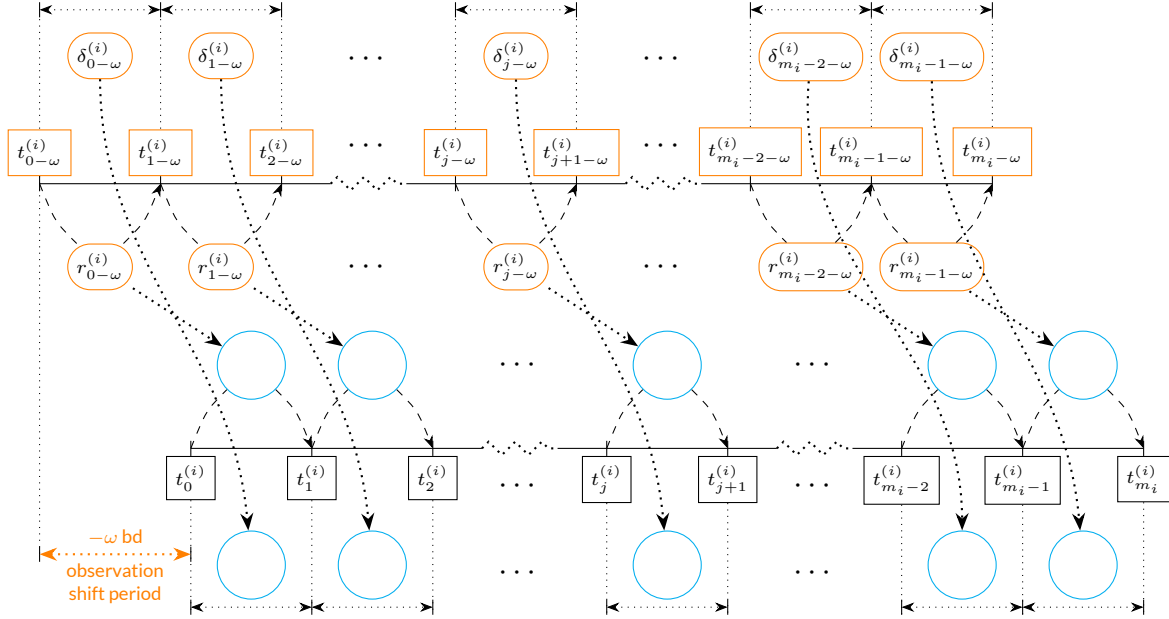 δ_{0−ω}^{(i)} δ_{1−ω}^{(i)} ··· δ_{j−ω}^{(i)} ··· δ_{m_i−2−ω}^{(i)} δ_{m_i−1−ω}^{(i)}
t_{0−ω}^{(i)} t_{1−ω}^{(i)} t_{2−ω}^{(i)} ··· t_{j−ω}^{(i)} t_{j+1−ω}^{(i)} ··· t_{m_i−2−ω}^{(i)} t_{m_i−1−ω}^{(i)} t_{m_i−ω}^{(i)}
r_{0−ω}^{(i)} r_{1−ω}^{(i)} ··· r_{j−ω}^{(i)} ··· r_{m_i−2−ω}^{(i)} r_{m_i−1−ω}^{(i)}
··· ···
t_0^{(i)} t_1^{(i)} t_2^{(i)} ··· t_j^{(i)} t_{j+1}^{(i)} ··· t_{m_i−2}^{(i)} t_{m_i−1}^{(i)} t_{m_i}^{(i)}
−ω bd
observation
shift period
··· ···